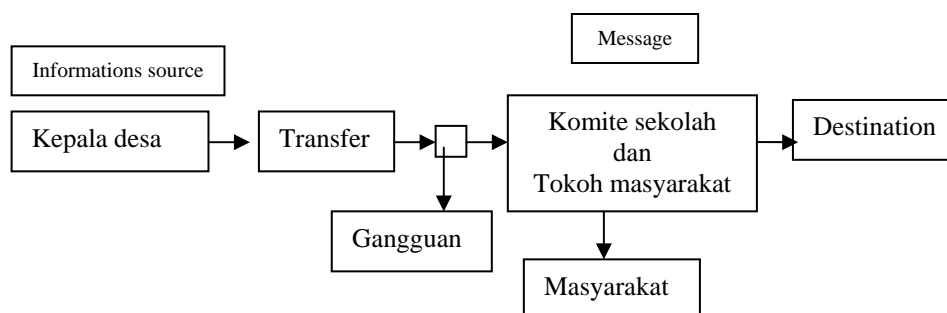 Message
Informations source
Kepala desa
Transfer
Komite sekolah
dan
Tokoh masyarakat
Destination
Gangguan
Masyarakat